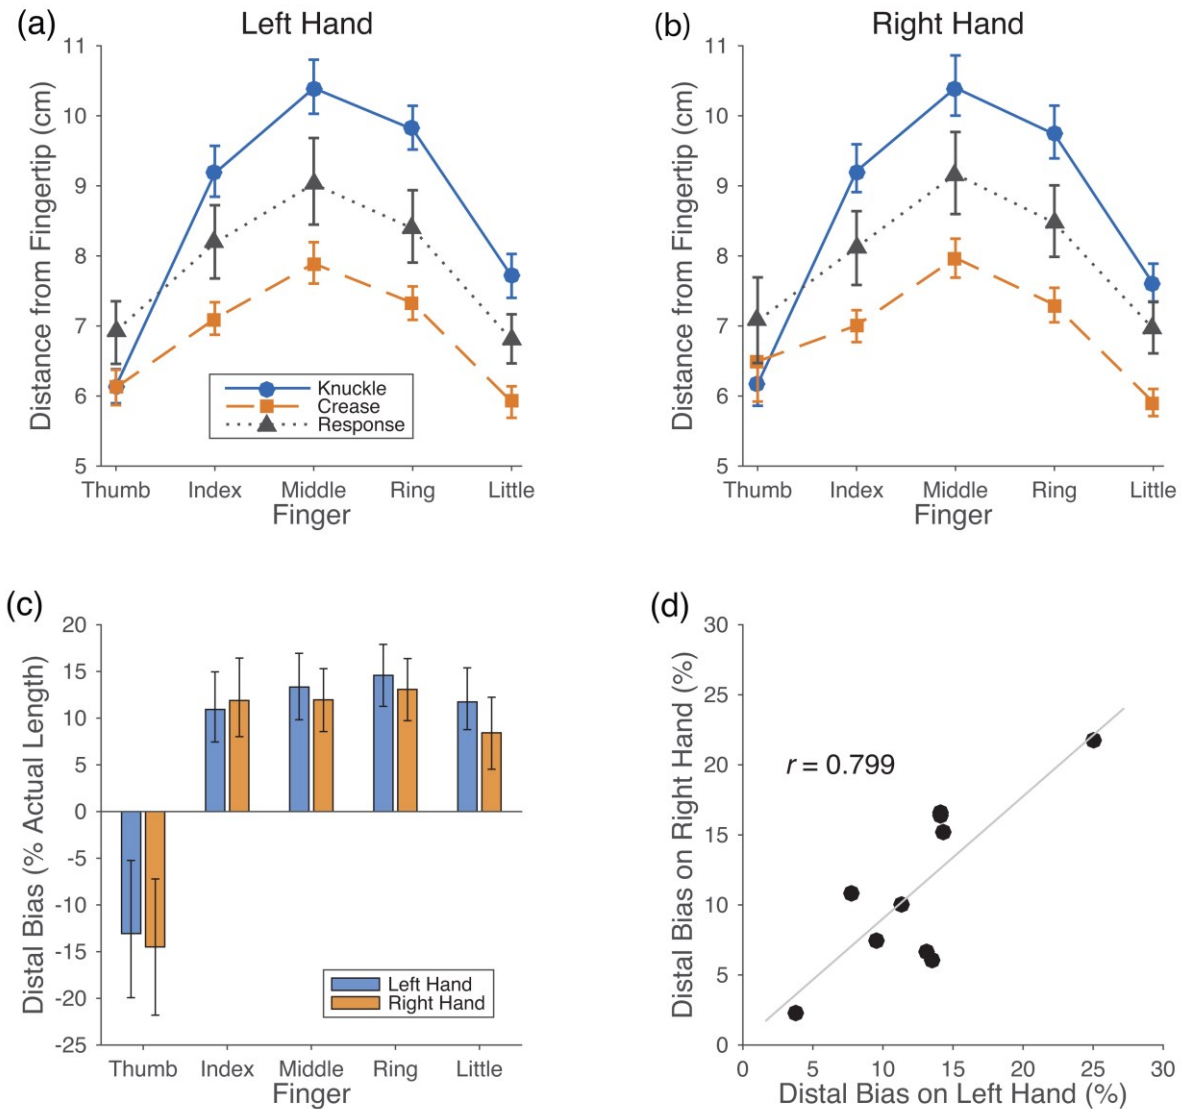 (a)
Left Hand
Distance from Fingertip (cm)
11
10
9
8
7
6
5
Knuckle
Crease
Response
Thumb Index Middle Ring Little
Finger
(b)
Right Hand
Distance from Fingertip (cm)
11
10
9
8
7
6
5
Thumb Index Middle Ring Little
Finger
(c)
Distal Bias (% Actual Length)
20
15
10
5
0
-5
-10
-15
-20
-25
Left Hand
Right Hand
Thumb Index Middle Ring Little
Finger
(d)
Distal Bias on Right Hand (%)
30
25
20
15
10
5
0
r = 0.799
0 5 10 15 20 25 30
Distal Bias on Left Hand (%)